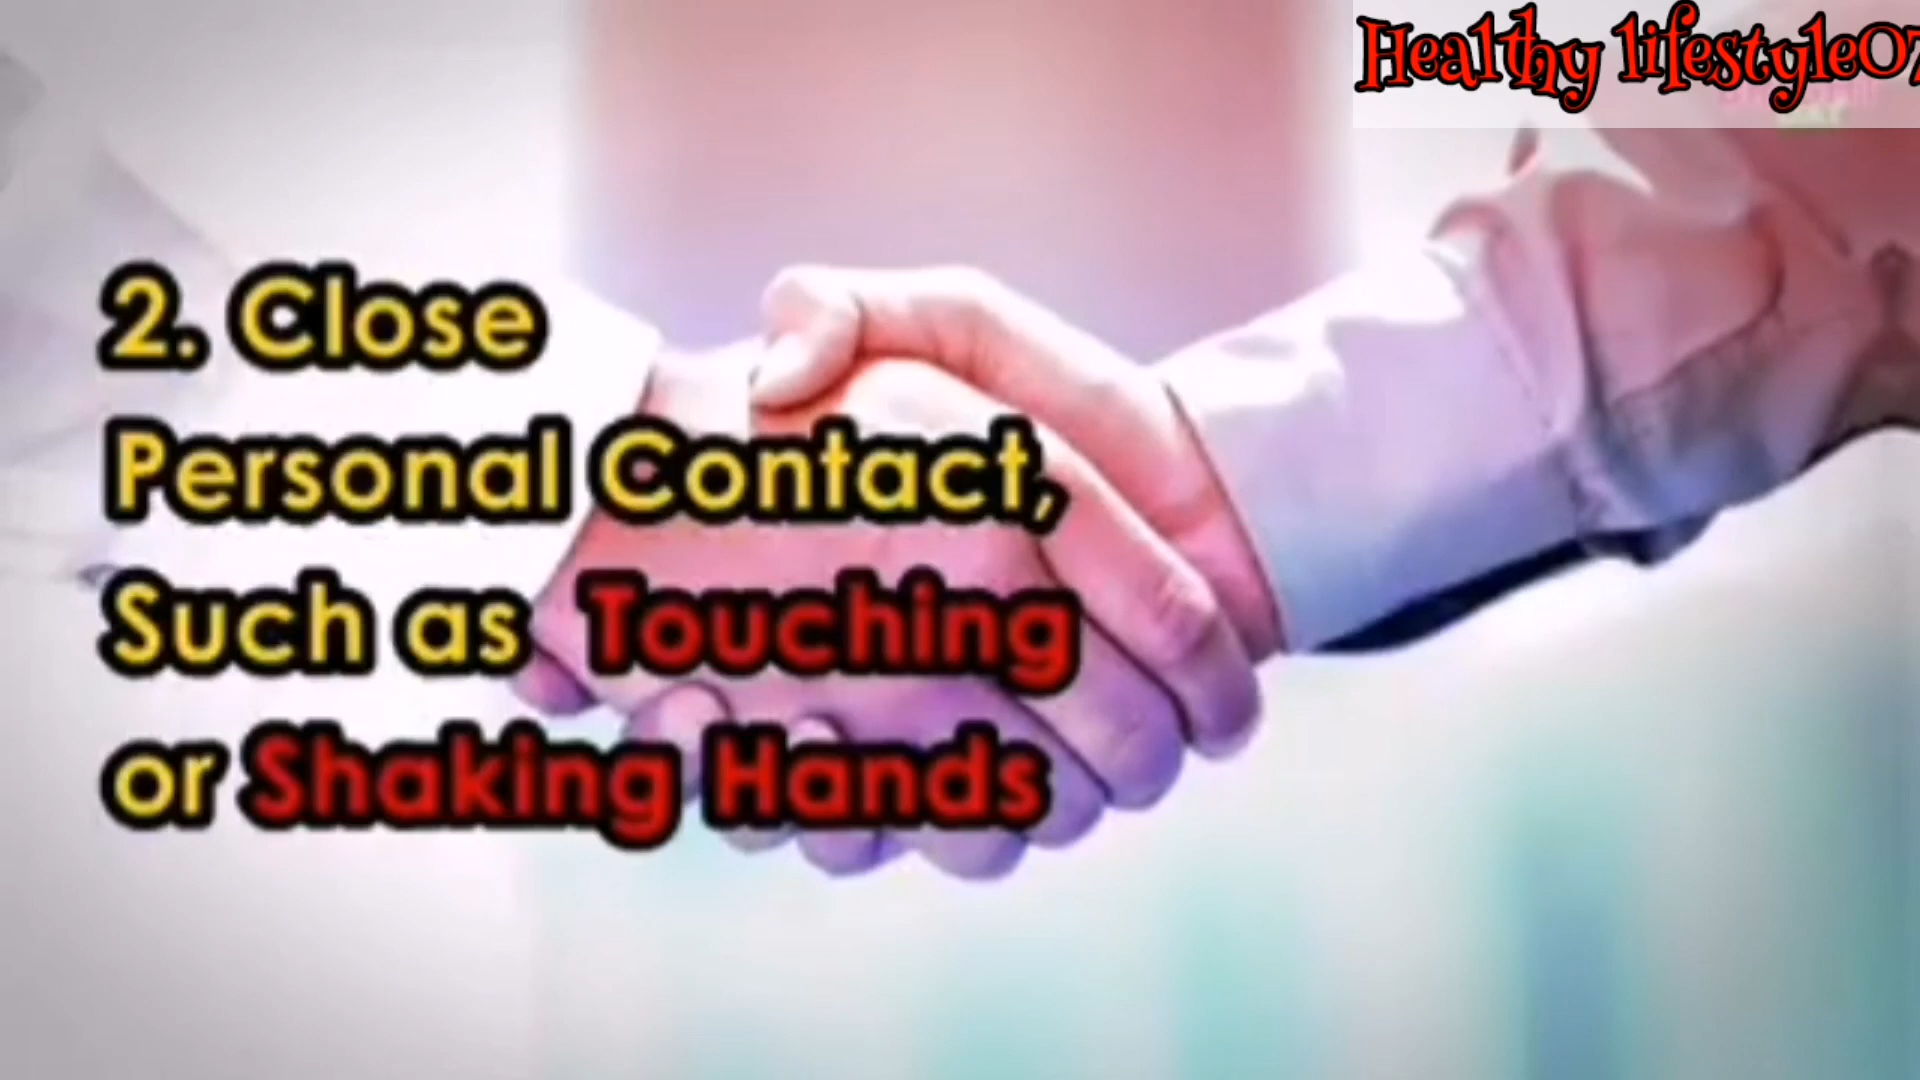 Healthy lifestyle07
2. Close
Personal Contact,
Such as Touching
or Shaking Hands